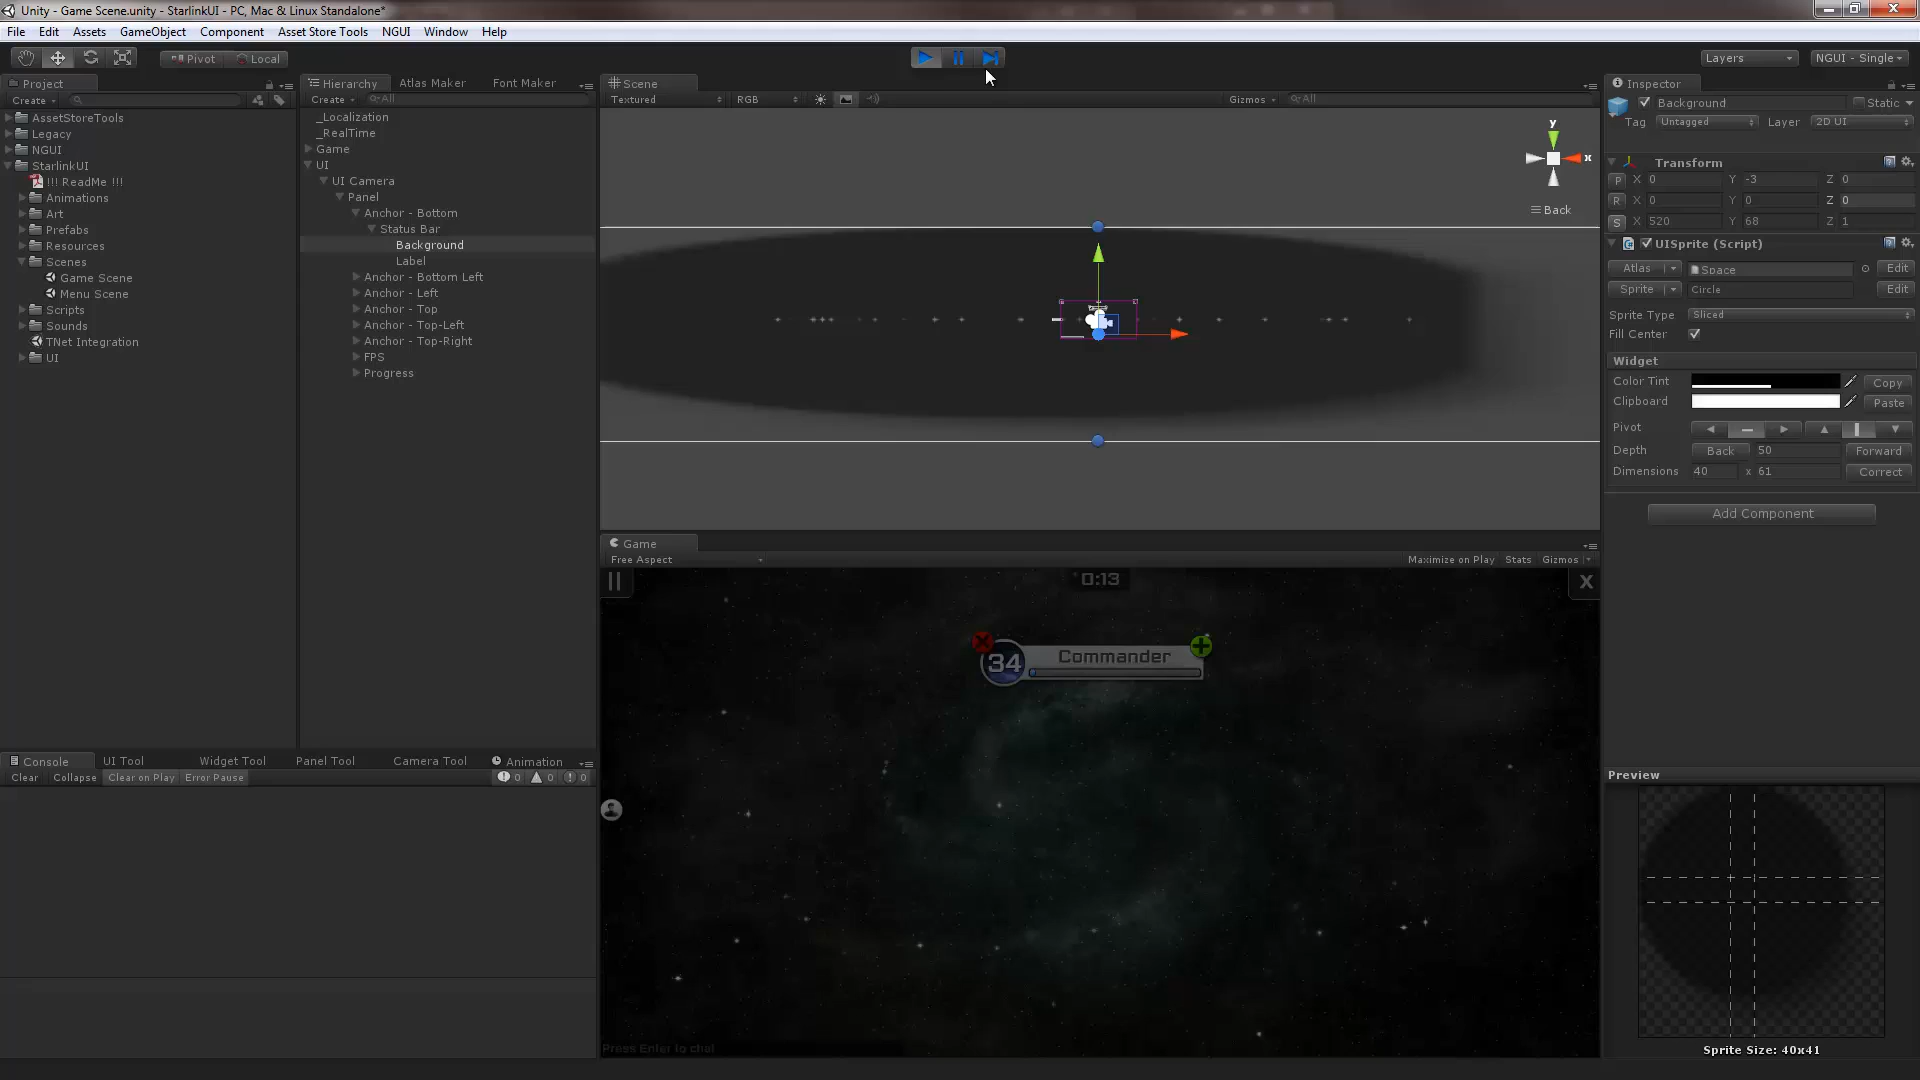 Unity - Game Scene.unity - StarlinkUI - PC, Mac & Linux Standalone*
File Edit Assets GameObject Component Asset Store Tools NGUI Window Help
Pivot Local
Layers
NGUI - Single
Project
Create
AssetStoreTools
Legacy
NGUI
StarlinkUI
!!! ReadMe !!!
Animations
Art
Prefabs
Resources
Scenes
Game Scene
Menu Scene
Scripts
Sounds
TNet Integration
UI
Hierarchy Atlas Maker Font Maker
Create All
_Localization
_RealTime
Game
UI
UI Camera
Panel
Anchor - Bottom
Status Bar
Background
Label
Anchor - Bottom Left
Anchor - Left
Anchor - Top
Anchor - Top-Left
Anchor - Top-Right
FPS
Progress
Scene
Textured RGB Gizmos All
y
x
Back
Game
Free Aspect Maximize on Play Stats Gizmos
0:13
X
34 Commander
Press Enter to chat
Console UI Tool Widget Tool Panel Tool Camera Tool Animation
Clear Collapse Clear on Play Error Pause 0 0 0
Inspector
Background Static
Tag Untagged Layer 2D UI
Transform
P X 0 Y -3 Z 0
R X 0 Y 0 Z 0
S X 520 Y 68 Z 1
UISprite (Script)
Atlas Space Edit
Sprite Circle Edit
Sprite Type Sliced
Fill Center
Widget
Color Tint Copy
Clipboard Paste
Pivot
Depth Back 50 Forward
Dimensions 40 x 61 Correct
Add Component
Preview
Sprite Size: 40x41